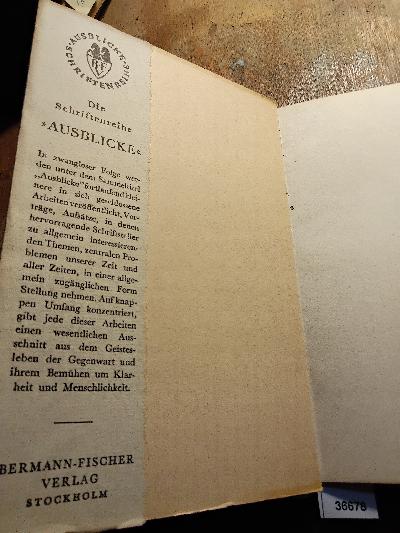 AUSBLICKE
SCHRIFTENREIHE
Die
Schriftenreihe
»AUSBLICKE«
In zwangloser Folge wer-
den unter dem Sammeltitel
„Ausblicke“ fortlaufend klei-
nere in sich geschlossene
Arbeiten veröffentlicht, Vor-
träge, Aufsätze, in denen
hervorragende Schriftsteller
zu allgemein interessieren-
den Themen, zentralen Pro-
blemen unserer Zeit und
aller Zeiten, in einer allge-
mein zugänglichen Form
Stellung nehmen. Auf knap-
pen Umfang konzentriert,
gibt jede dieser Arbeiten
einen wesentlichen Aus-
schnitt aus dem Geistes-
leben der Gegenwart und
ihrem Bemühen um Klar-
heit und Menschlichkeit.
BERMANN-FISCHER
VERLAG
STOCKHOLM
36676